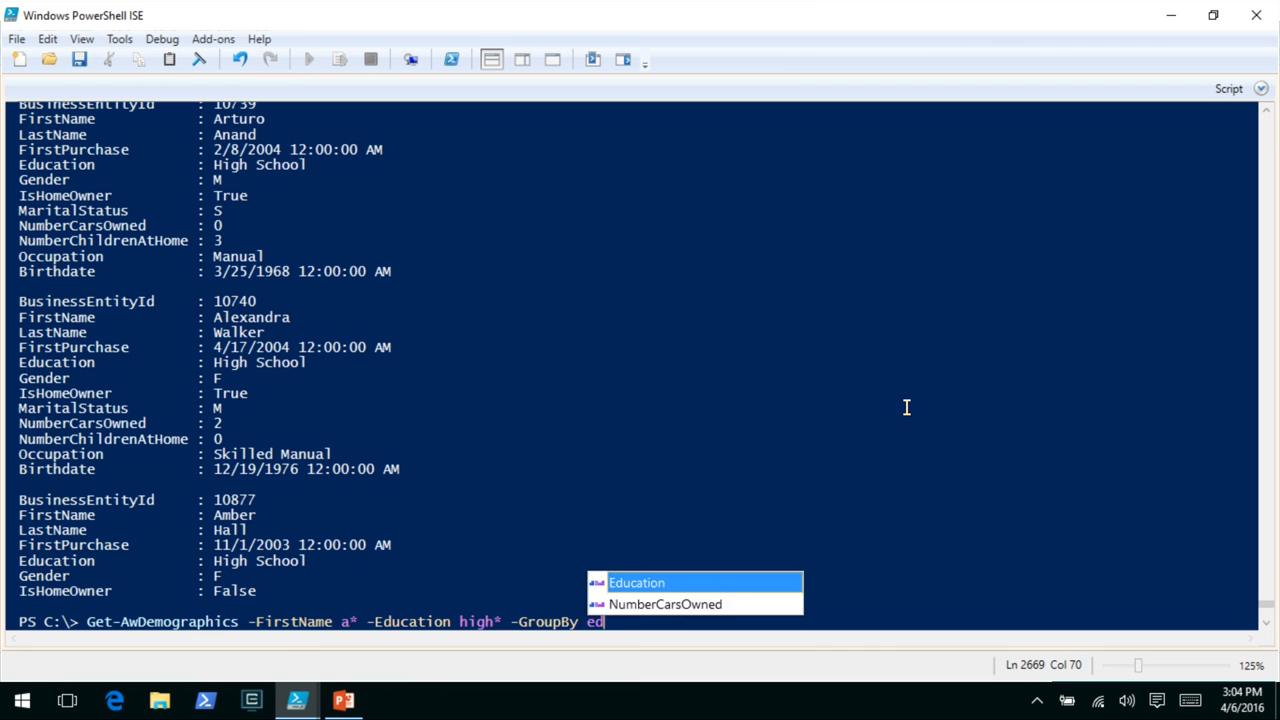 Windows PowerShell ISE
File Edit View Tools Debug Add-ons Help
Script
BusinessEntityId : 10739
FirstName : Arturo
LastName : Anand
FirstPurchase : 2/8/2004 12:00:00 AM
Education : High School
Gender : M
IsHomeOwner : True
MaritalStatus : S
NumberCarsOwned : 0
NumberChildrenAtHome : 3
Occupation : Manual
Birthdate : 3/25/1968 12:00:00 AM
BusinessEntityId : 10740
FirstName : Alexandra
LastName : Walker
FirstPurchase : 4/17/2004 12:00:00 AM
Education : High School
Gender : F
IsHomeOwner : True
MaritalStatus : M
NumberCarsOwned : 2
NumberChildrenAtHome : 0
Occupation : Skilled Manual
Birthdate : 12/19/1976 12:00:00 AM
BusinessEntityId : 10877
FirstName : Amber
LastName : Hall
FirstPurchase : 11/1/2003 12:00:00 AM
Education : High School
Gender : F
IsHomeOwner : False
Education
NumberCarsOwned
PS C:\> Get-AwDemographics -FirstName a* -Education high* -GroupBy ed
Ln 2669 Col 70 125%
3:04 PM
4/6/2016